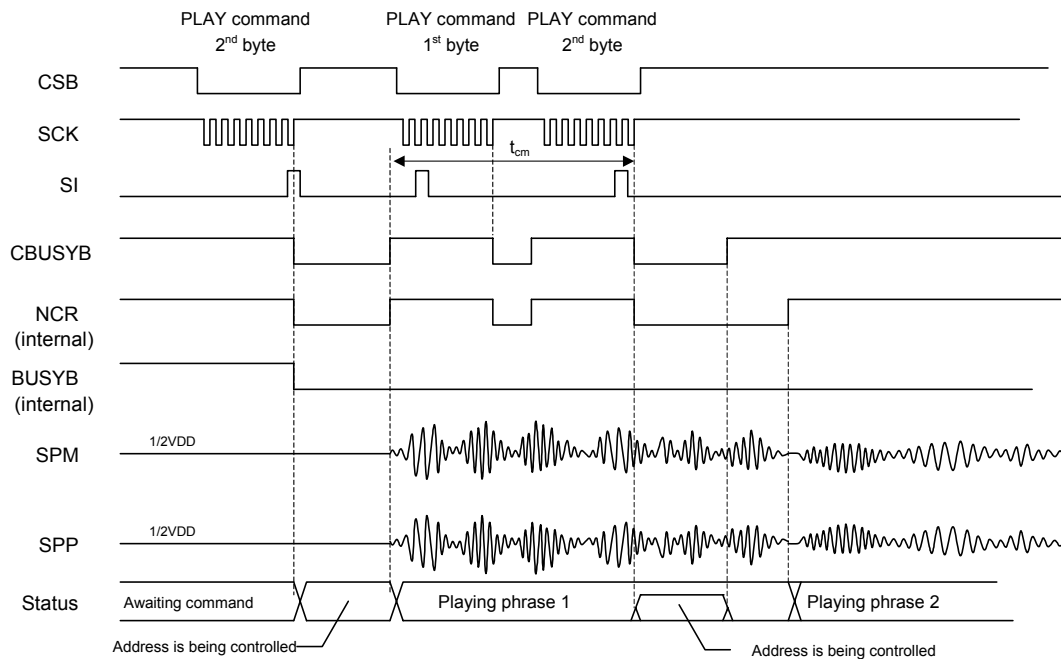 PLAY command
2nd byte
PLAY command
1st byte
PLAY command
2nd byte
CSB
SCK
tcm
SI
CBUSYB
NCR
(internal)
BUSYB
(internal)
1/2VDD
SPM
1/2VDD
SPP
Status
Awaiting command
Playing phrase 1
Playing phrase 2
Address is being controlled
Address is being controlled